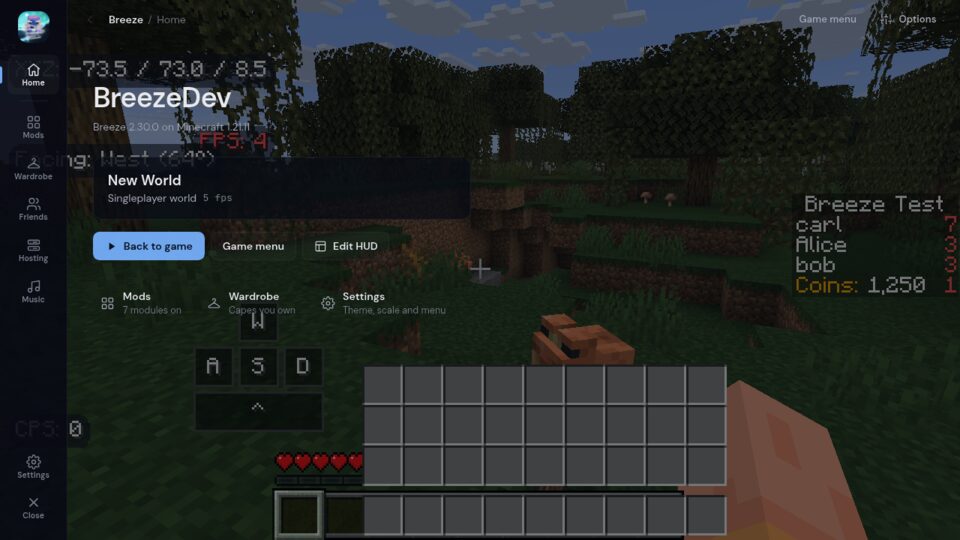 Breeze / Home
Game menu
Options
Home
Mods
Wardrobe
Friends
Hosting
Music
Settings
Close
-73.5 / 73.0 / 8.5
BreezeDev
Breeze 2.30.0 on Minecraft 1.21.11
FPS: 4
Facing: West (64°)
New World
Singleplayer world 5 fps
Back to game
Game menu
Edit HUD
Mods
7 modules on
Wardrobe
Capes you own
Settings
Theme, scale and menu
W
A S D
^
CPS: 0
Breeze Test
carl 7
Alice 3
bob 3
Coins: 1,250 1